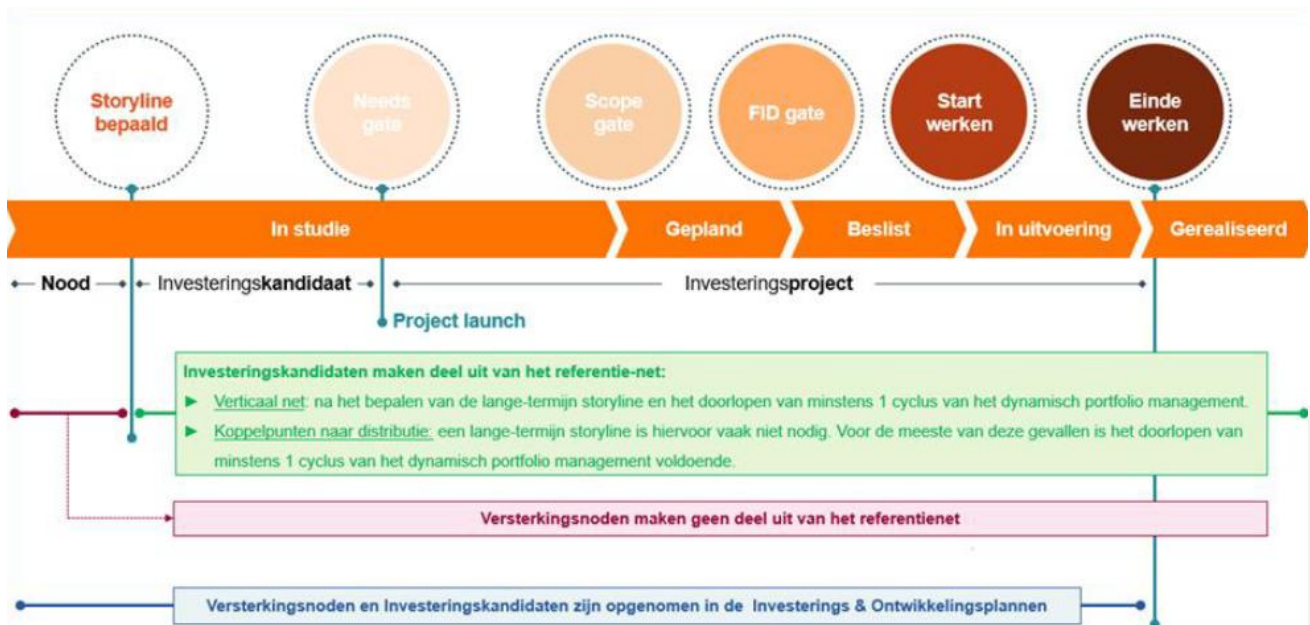 Storyline
bepaald
Needs
gate
Scope
gate
FID gate
Start
werken
Einde
werken
In studie
Gepland
Beslist
In uitvoering
Gerealiseerd
Nood
Investeringskandidaat
Investeringsproject
Project launch
Investeringskandidaten maken deel uit van het referentie-net:
► Verticaal net: na het bepalen van de lange-termijn storyline en het doorlopen van minstens 1 cyclus van het dynamisch portfolio management.
► Koppelpunten naar distributie: een lange-termijn storyline is hiervoor vaak niet nodig. Voor de meeste van deze gevallen is het doorlopen van
minstens 1 cyclus van het dynamisch portfolio management voldoende.
Versterkingsnoden maken geen deel uit van het referentienet
Versterkingsnoden en Investeringskandidaten zijn opgenomen in de Investerings & Ontwikkelingsplannen